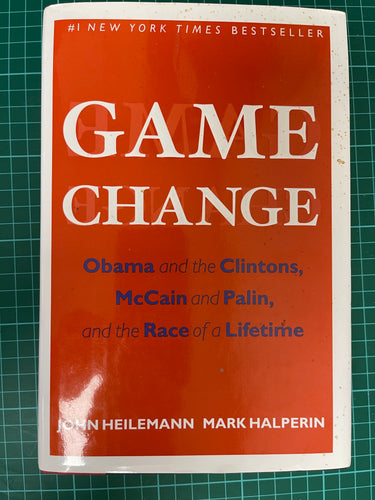 #1 NEW YORK TIMES BESTSELLER
GAME
CHANGE
Obama and the Clintons,
McCain and Palin,
and the Race of a Lifetime
JOHN HEILEMANN MARK HALPERIN